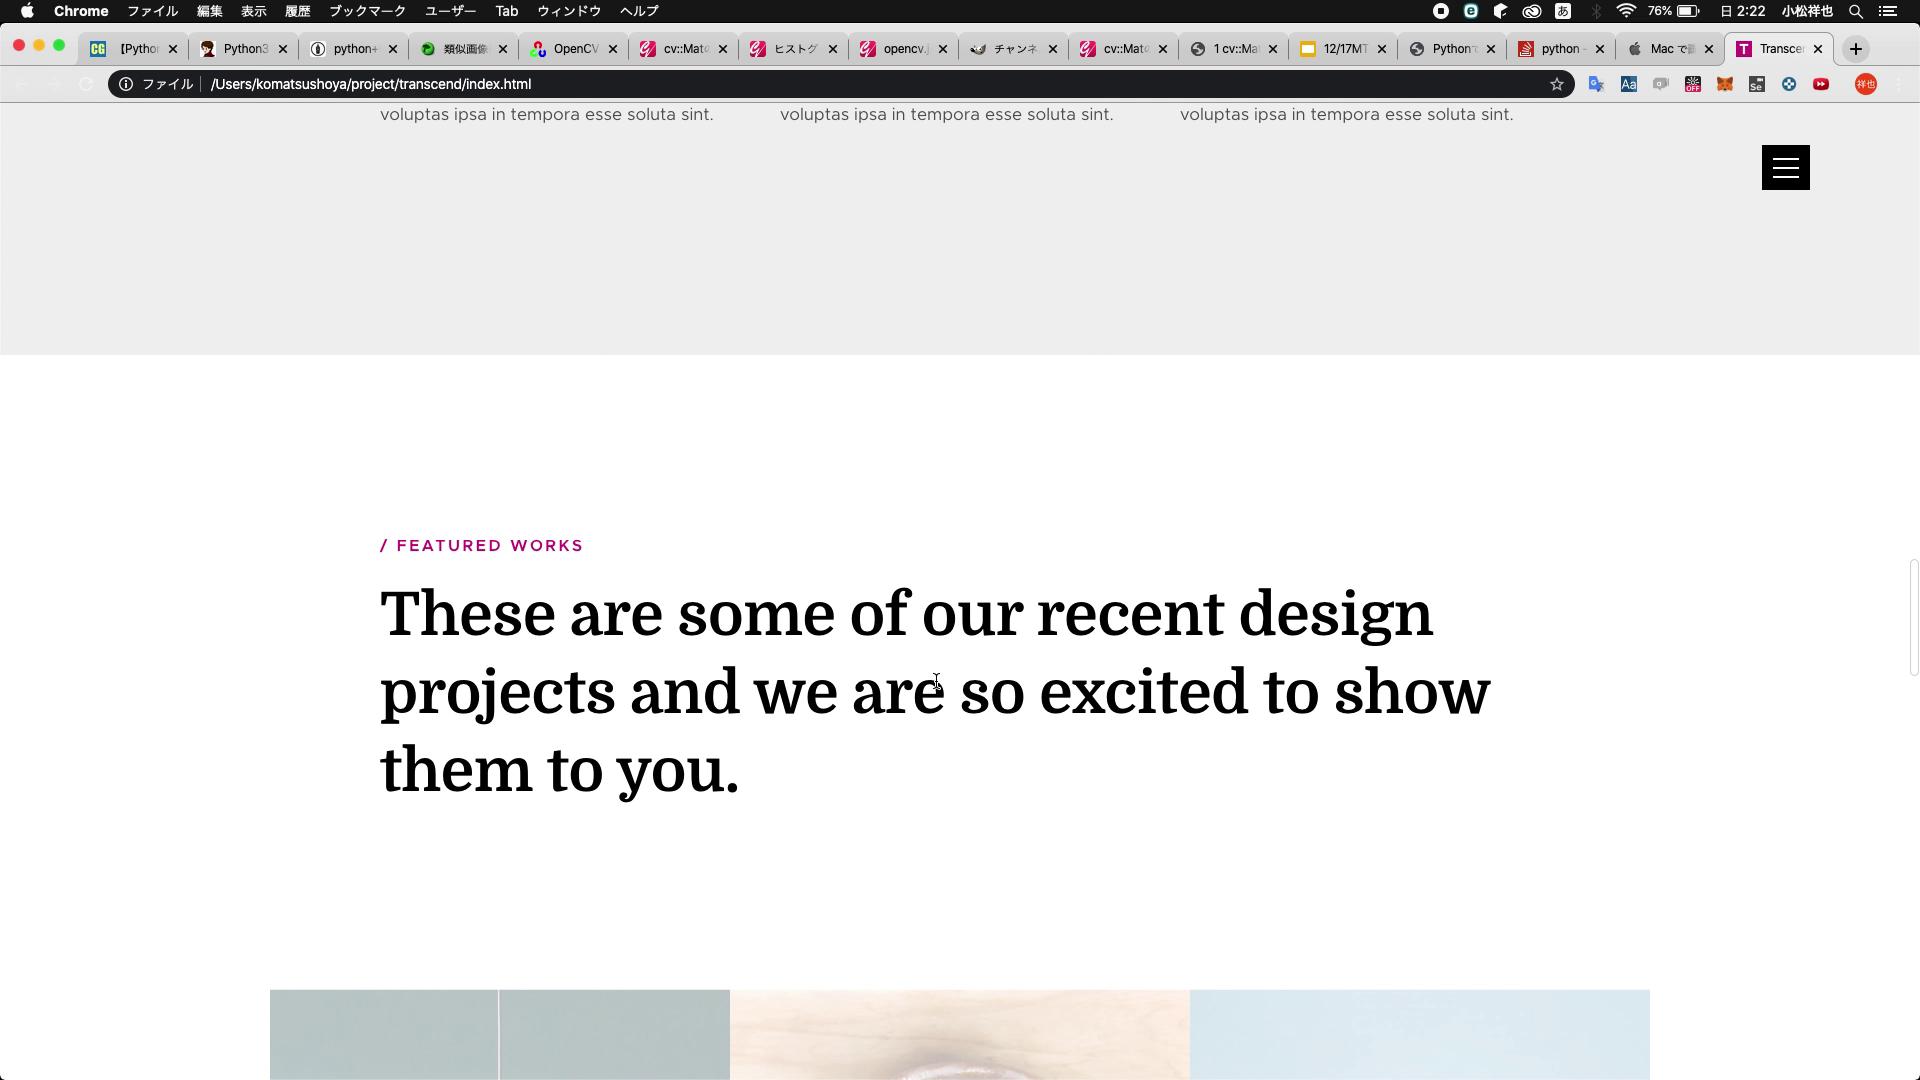 Chrome ファイル 編集 表示 履歴 ブックマーク ユーザー Tab ウィンドウ ヘルプ あ 76% 日 2:22 小松祥也
【Pytho Python3 python+ 類似画像 OpenCV cv::Mat ヒストグ opencv. チャンネ cv::Mat 1 cv::Ma 12/17MT Python python - Mac で Transce
ファイル /Users/komatsushoya/project/transcend/index.html 祥也
voluptas ipsa in tempora esse soluta sint. voluptas ipsa in tempora esse soluta sint. voluptas ipsa in tempora esse soluta sint.
/ FEATURED WORKS
These are some of our recent design
projects and we are so excited to show
them to you.